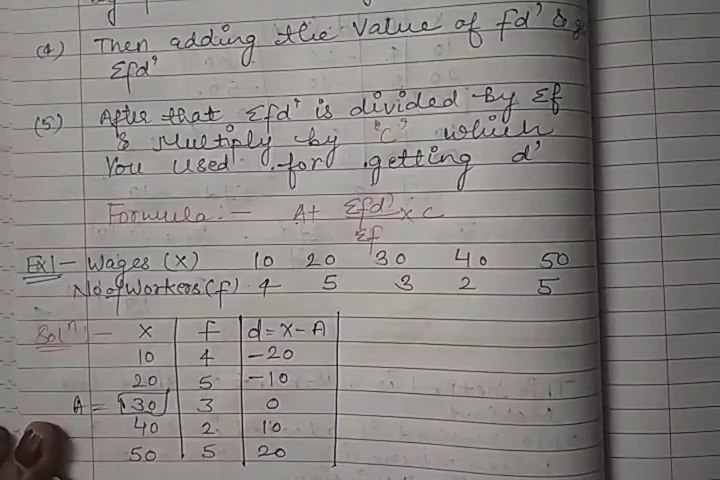 (4) Then adding the value of fd' & g
Σfd'
(5) After that Σfd' is divided by Σf
& Multiply by "C" which
You used for getting d'
Formula :- A+ Σfd'/Σf × C
EX1 - Wages (X) 10 20 30 40 50
No of Workers (f) 4 5 3 2 5
Solⁿ :- X f d = X - A
10 4 -20
20 5 -10
A = 30 3 0
40 2 10
50 5 20